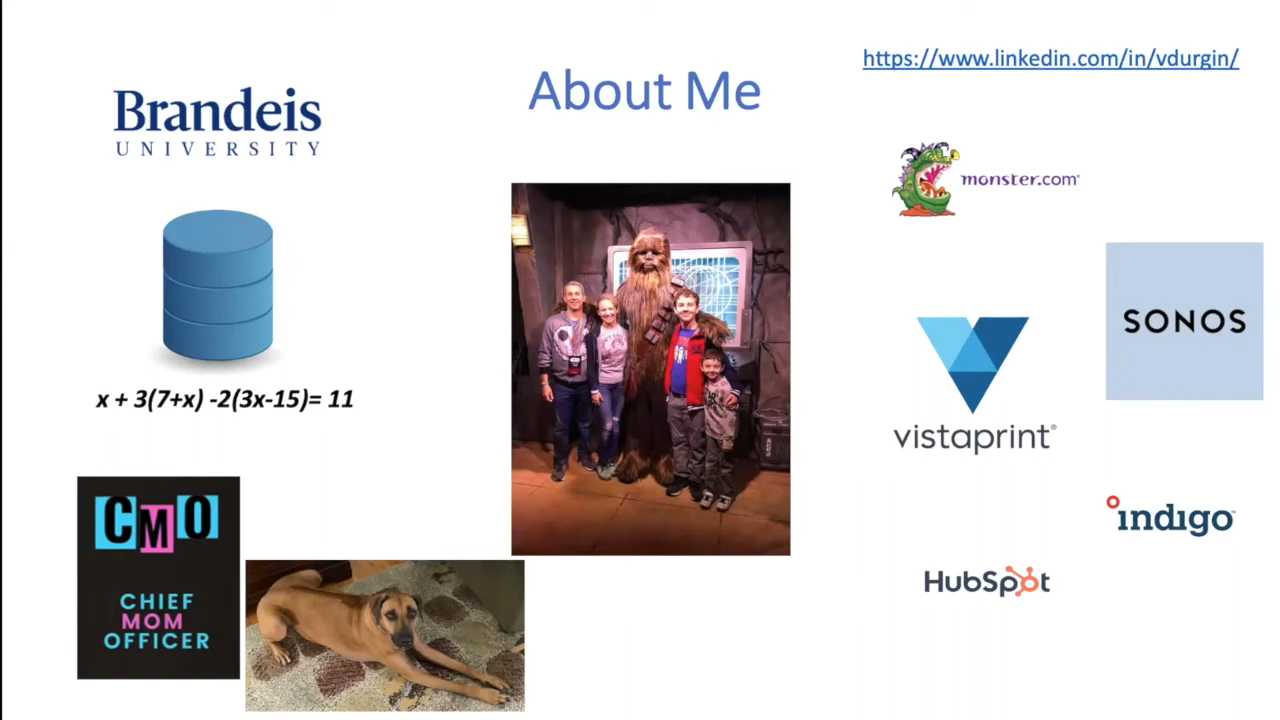 https://www.linkedin.com/in/vdurgin/
About Me
Brandeis
UNIVERSITY
monster.com®
SONOS
x + 3(7+x) -2(3x-15)= 11
vistaprint®
CMO
CHIEF
MOM
OFFICER
indigo™
HubSpot